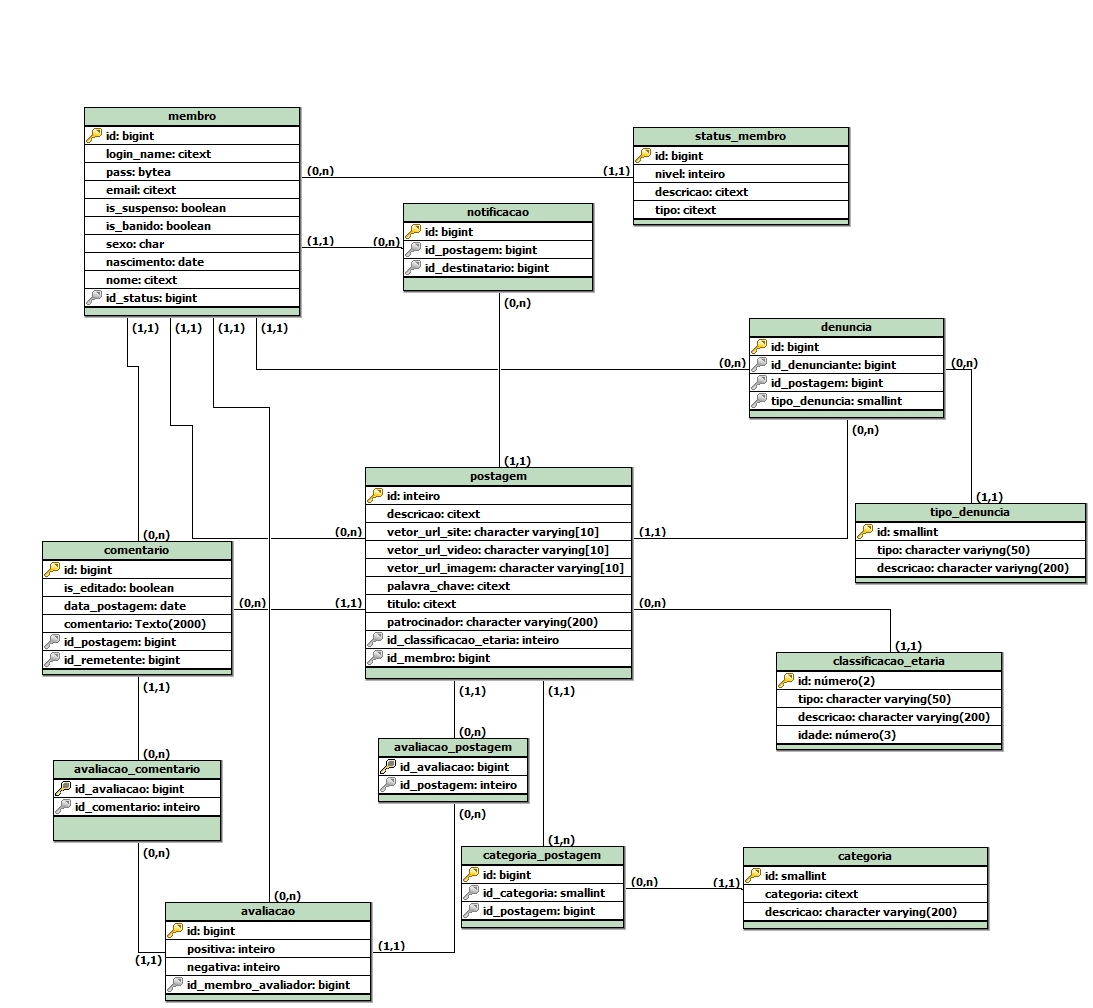 membro
id: bigint
login_name: citext
pass: bytea
email: citext
is_suspenso: boolean
is_banido: boolean
sexo: char
nascimento: date
nome: citext
id_status: bigint
(0,n)
(1,1)
status_membro
id: bigint
nivel: inteiro
descricao: citext
tipo: citext
(1,1)
(0,n)
notificacao
id: bigint
id_postagem: bigint
id_destinatario: bigint
(0,n)
(1,1)
(1,1)
(1,1)
(1,1)
(0,n)
denuncia
id: bigint
id_denunciante: bigint
id_postagem: bigint
tipo_denuncia: smallint
(0,n)
(0,n)
(1,1)
(1,1)
tipo_denuncia
id: smallint
tipo: character variyng(50)
descricao: character variyng(200)
postagem
id: inteiro
descricao: citext
vetor_url_site: character varying[10]
vetor_url_video: character varying[10]
vetor_url_imagem: character varying[10]
palavra_chave: citext
titulo: citext
patrocinador: character varying(200)
id_classificacao_etaria: inteiro
id_membro: bigint
(0,n)
(1,1)
(0,n)
comentario
id: bigint
is_editado: boolean
data_postagem: date
comentario: Texto(2000)
id_postagem: bigint
id_remetente: bigint
(0,n)
(1,1)
(0,n)
(1,1)
classificacao_etaria
id: número(2)
tipo: character varying(50)
descricao: character varying(200)
idade: número(3)
(1,1)
(1,1)
(1,1)
(0,n)
avaliacao_postagem
id_avaliacao: bigint
id_postagem: inteiro
(0,n)
(0,n)
avaliacao_comentario
id_avaliacao: bigint
id_comentario: inteiro
(0,n)
(1,n)
categoria_postagem
id: bigint
id_categoria: smallint
id_postagem: bigint
(0,n)
(1,1)
categoria
id: smallint
categoria: citext
descricao: character varying(200)
(0,n)
avaliacao
id: bigint
positiva: inteiro
negativa: inteiro
id_membro_avaliador: bigint
(1,1)
(1,1)